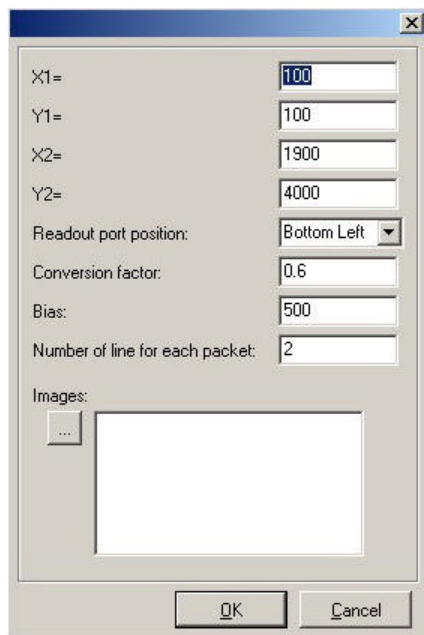 X1= 100
Y1= 100
X2= 1900
Y2= 4000
Readout port position: Bottom Left
Conversion factor: 0.6
Bias: 500
Number of line for each packet: 2
Images:
...
OK Cancel